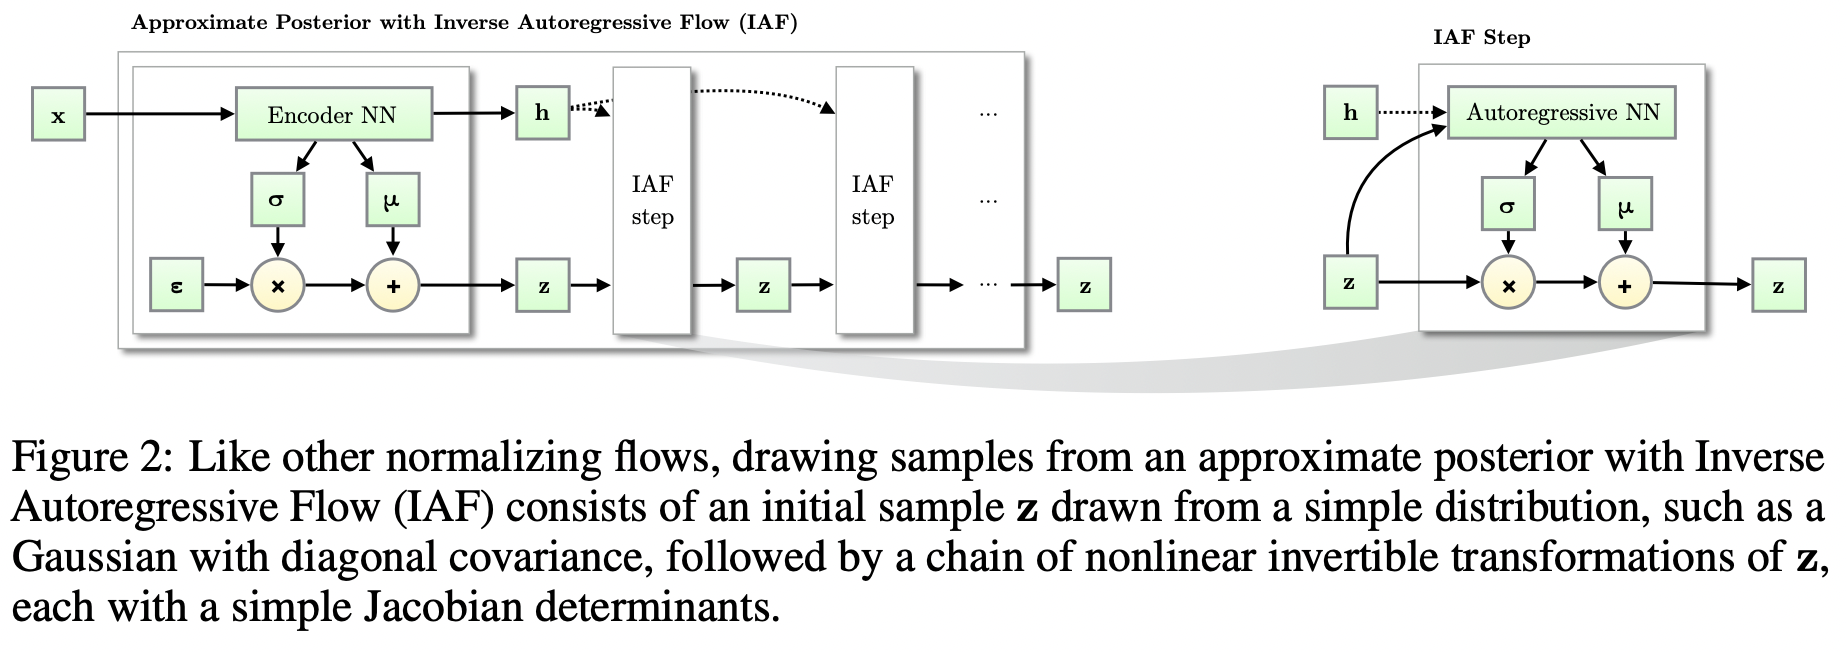 Approximate Posterior with Inverse Autoregressive Flow (IAF)
IAF Step
x
Encoder NN
h
...
σ
μ
IAF
step
IAF
step
...
ε
×
+
z
z
...
z
h
Autoregressive NN
σ
μ
z
×
+
z
Figure 2: Like other normalizing flows, drawing samples from an approximate posterior with Inverse
Autoregressive Flow (IAF) consists of an initial sample z drawn from a simple distribution, such as a
Gaussian with diagonal covariance, followed by a chain of nonlinear invertible transformations of z,
each with a simple Jacobian determinants.